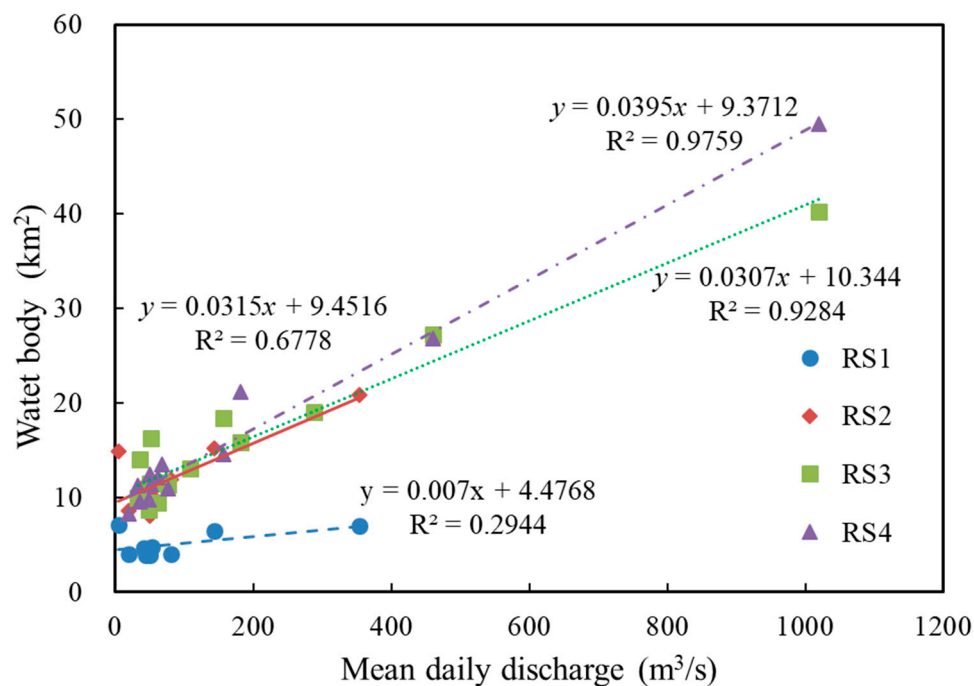 60
50
40
30
20
10
0
Watet body (km²)
y = 0.0395x + 9.3712
R² = 0.9759
y = 0.0315x + 9.4516
R² = 0.6778
y = 0.0307x + 10.344
R² = 0.9284
y = 0.007x + 4.4768
R² = 0.2944
RS1
RS2
RS3
RS4
0 200 400 600 800 1000 1200
Mean daily discharge (m³/s)